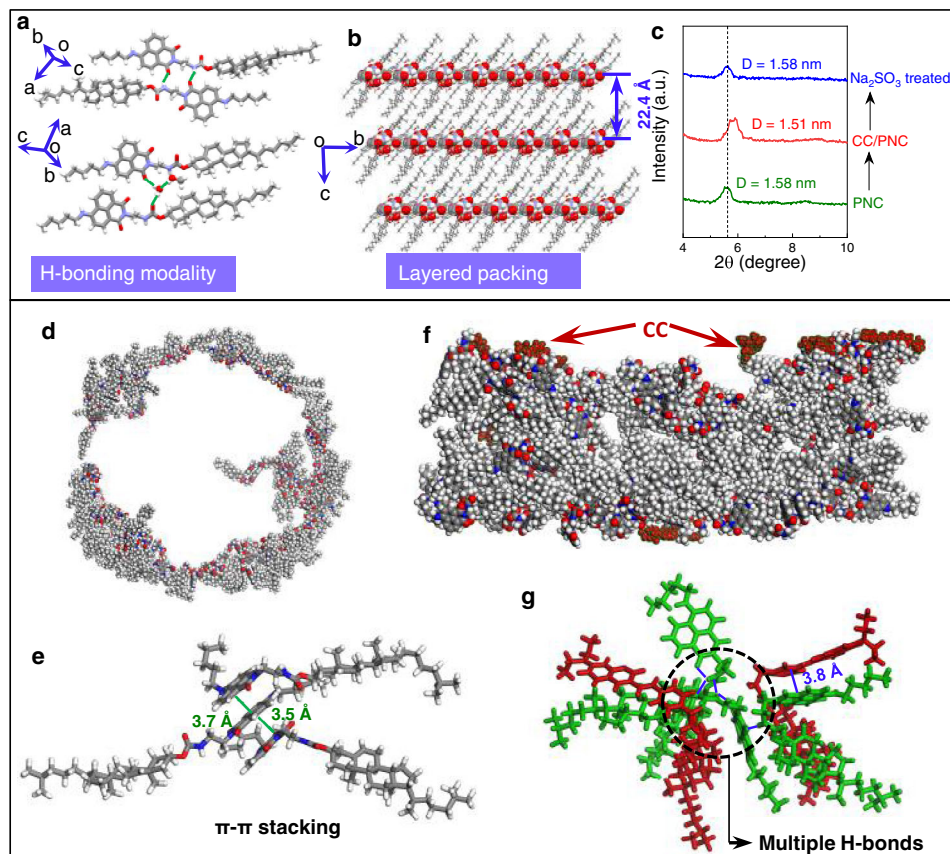 a
b
o
c
a
c
a
o
b
H-bonding modality
b
22.4 Å
o
b
c
Layered packing
c
Intensity (a.u.)
D = 1.58 nm
Na₂SO₃ treated
D = 1.51 nm
CC/PNC
D = 1.58 nm
PNC
4 6 8 10
2θ (degree)
d
e
3.7 Å
3.5 Å
π-π stacking
f
CC
g
3.8 Å
Multiple H-bonds